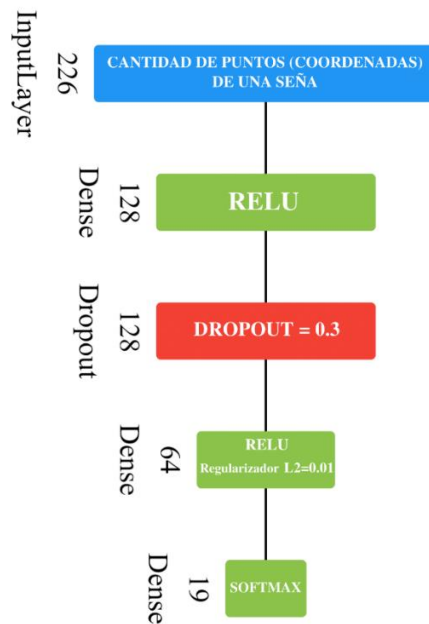 InputLayer
226
CANTIDAD DE PUNTOS (COORDENADAS)
DE UNA SEÑA
Dense
128
RELU
Dropout
128
DROPOUT = 0.3
Dense
64
RELU
Regularizador L2=0.01
Dense
19
SOFTMAX